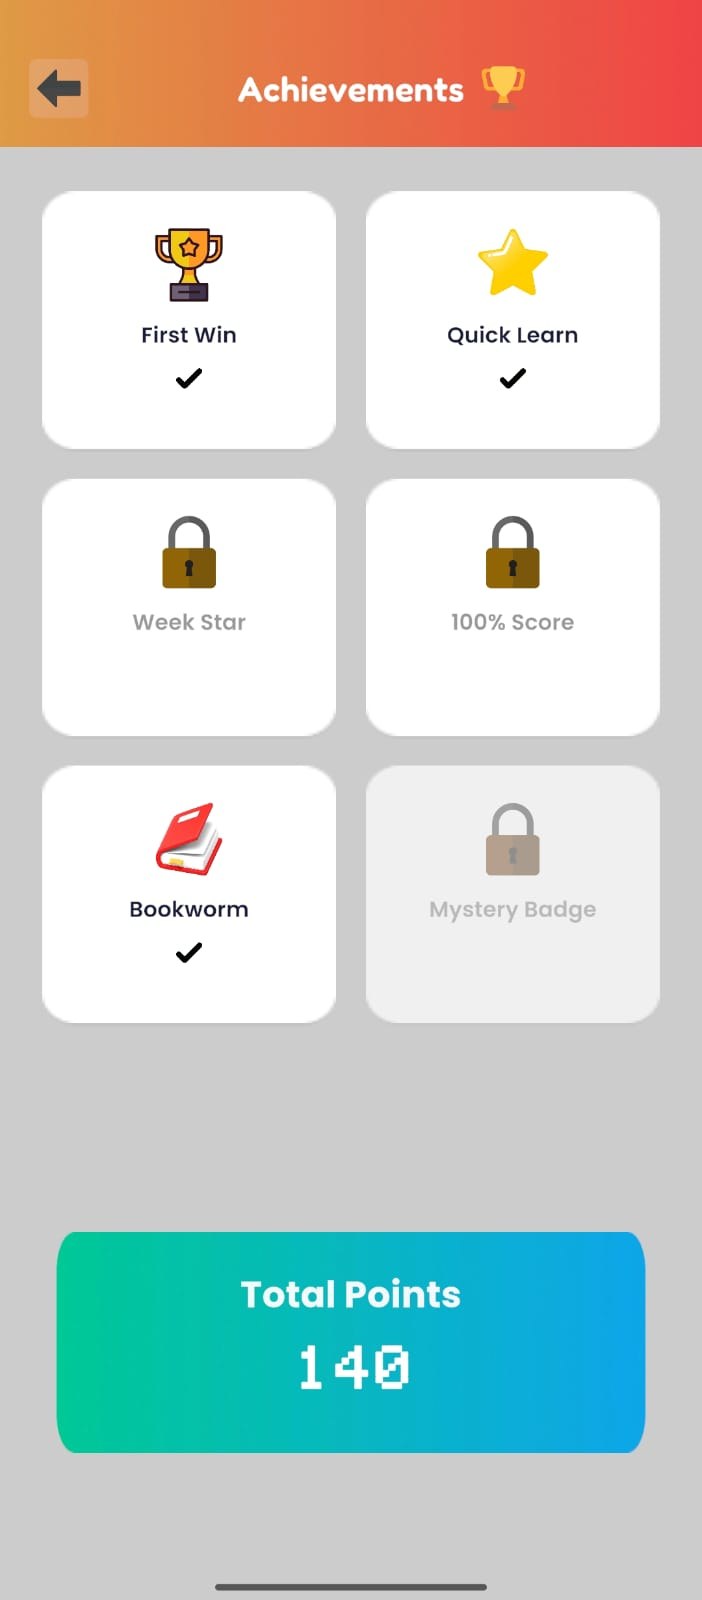 Achievements
First Win
Quick Learn
Week Star
100% Score
Bookworm
Mystery Badge
Total Points
140